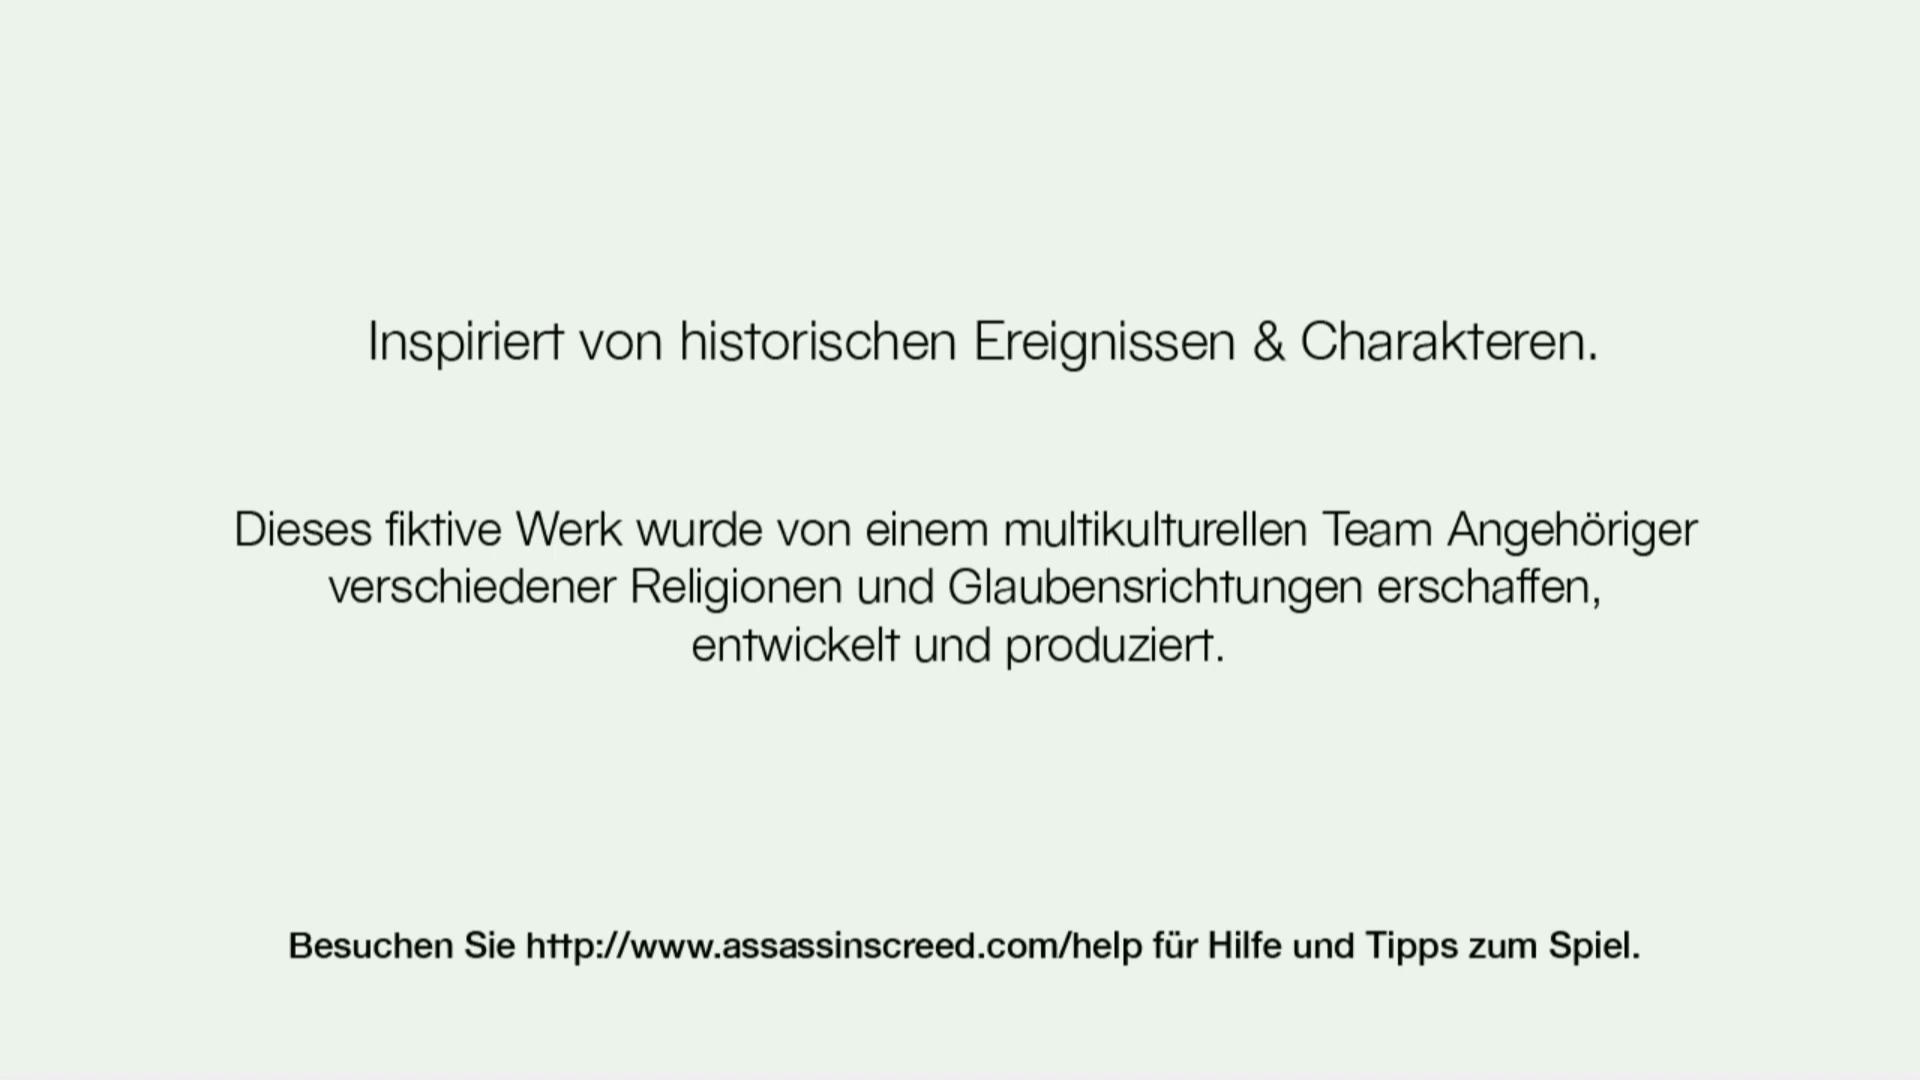 Inspiriert von historischen Ereignissen & Charakteren.
Dieses fiktive Werk wurde von einem multikulturellen Team Angehöriger
verschiedener Religionen und Glaubensrichtungen erschaffen,
entwickelt und produziert.
Besuchen Sie http://www.assassinscreed.com/help für Hilfe und Tipps zum Spiel.